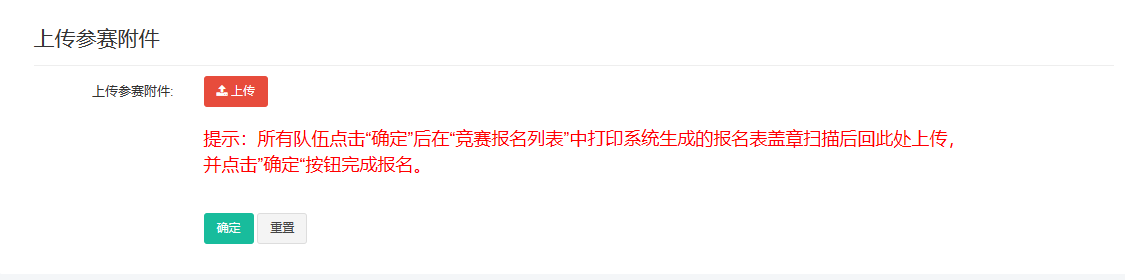 上传参赛附件
上传参赛附件: 上传
提示：所有队伍点击“确定”后在“竞赛报名列表”中打印系统生成的报名表盖章扫描后回此处上传，
并点击”确定“按钮完成报名。
确定 重置